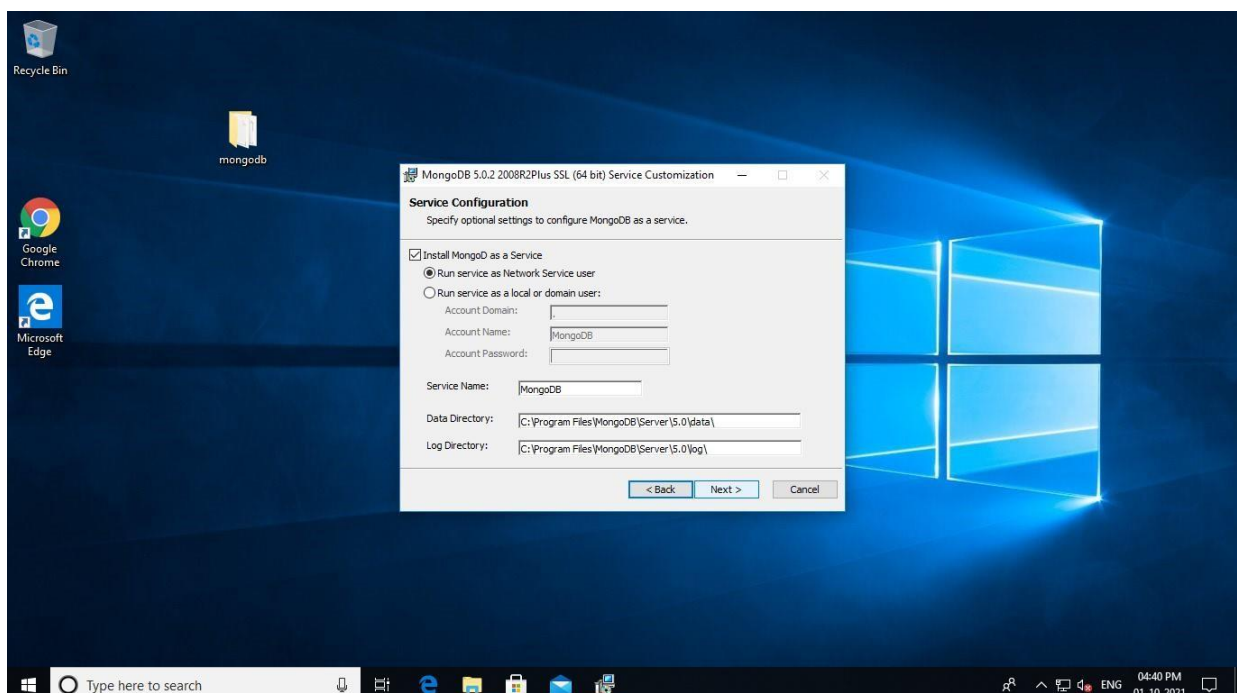 Recycle Bin
mongodb
Google
Chrome
Microsoft
Edge
MongoDB 5.0.2 2008R2Plus SSL (64 bit) Service Customization
Service Configuration
Specify optional settings to configure MongoDB as a service.
Install MongoD as a Service
Run service as Network Service user
Run service as a local or domain user:
Account Domain: .
Account Name: MongoDB
Account Password:
Service Name: MongoDB
Data Directory: C:\Program Files\MongoDB\Server\5.0\data\
Log Directory: C:\Program Files\MongoDB\Server\5.0\log\
< Back Next > Cancel
Type here to search
ENG
04:40 PM
01-10-2021